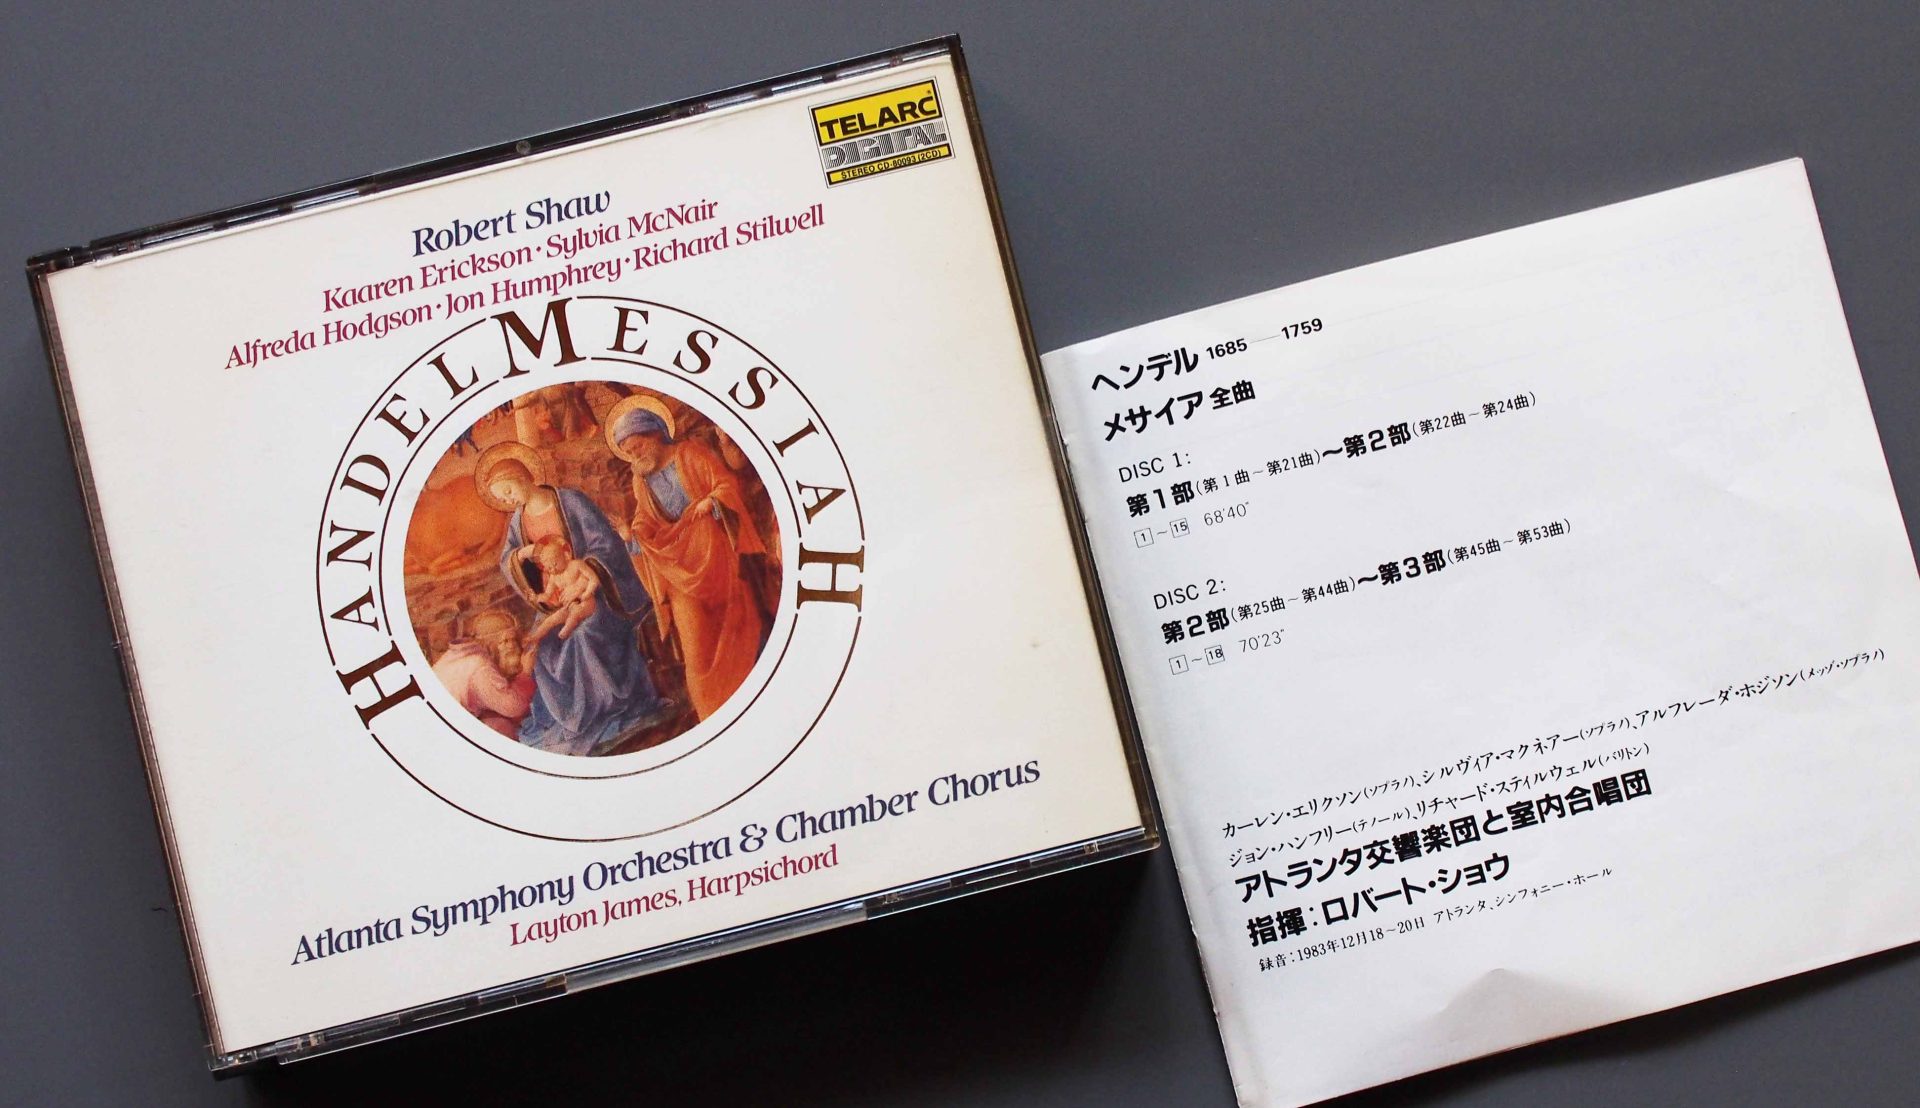 TELARC
DIGITAL
STEREO CD-80093 (2CD)
Robert Shaw
Kaaren Erickson · Sylvia McNair
Alfreda Hodgson · Jon Humphrey · Richard Stilwell
HANDEL MESSIAH
Atlanta Symphony Orchestra & Chamber Chorus
Layton James, Harpsichord
ヘンデル 1685——1759
メサイア 全曲
DISC 1:
第1部(第1曲~第21曲)~第2部(第22曲~第24曲)
1~15 68'40"
DISC 2:
第2部(第25曲~第44曲)~第3部(第45曲~第53曲)
1~18 70'23"
カーレン・エリクソン(ソプラノ)、シルヴィア・マクネアー(ソプラノ)、アルフレーダ・ホジソン(メッゾ・ソプラノ)
ジョン・ハンフリー(テノール)、リチャード・スティルウェル(バリトン)
アトランタ交響楽団と室内合唱団
指揮:ロバート・ショウ
録音:1983年12月18~20日 アトランタ、シンフォニー・ホール